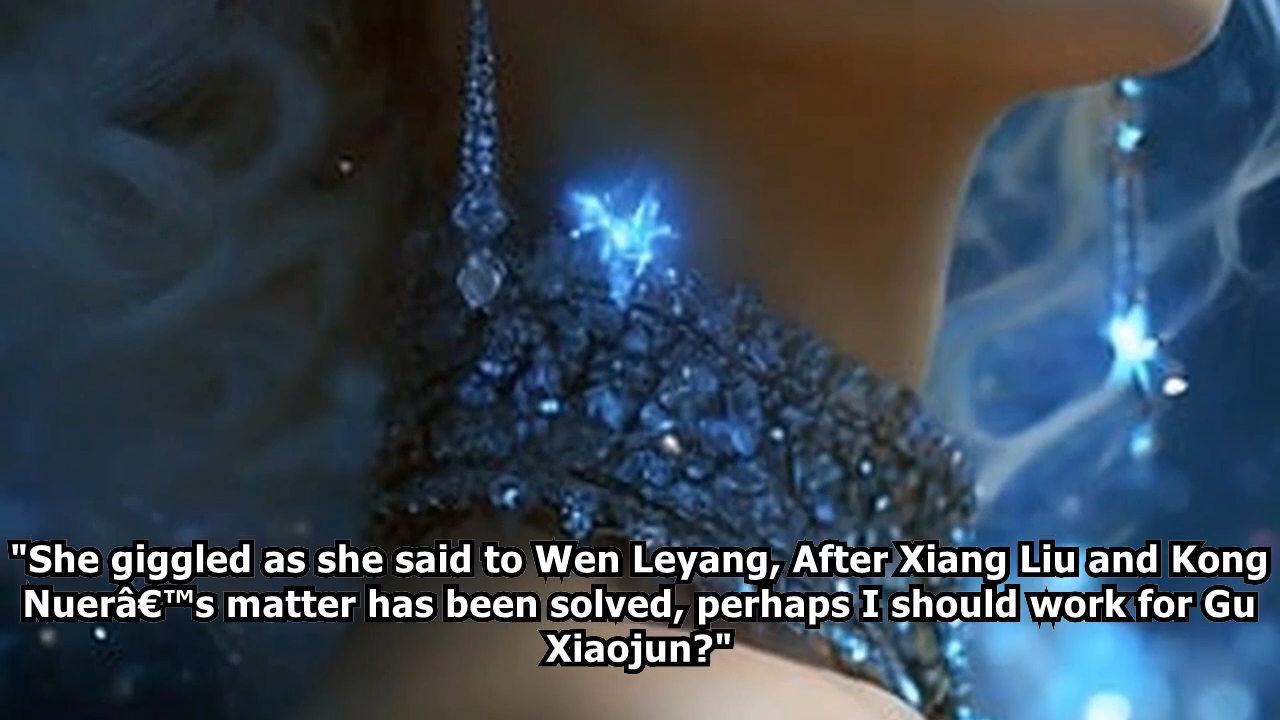 "She giggled as she said to Wen Leyang, After Xiang Liu and Kong
Nuerâ€™s matter has been solved, perhaps I should work for Gu
Xiaojun?"